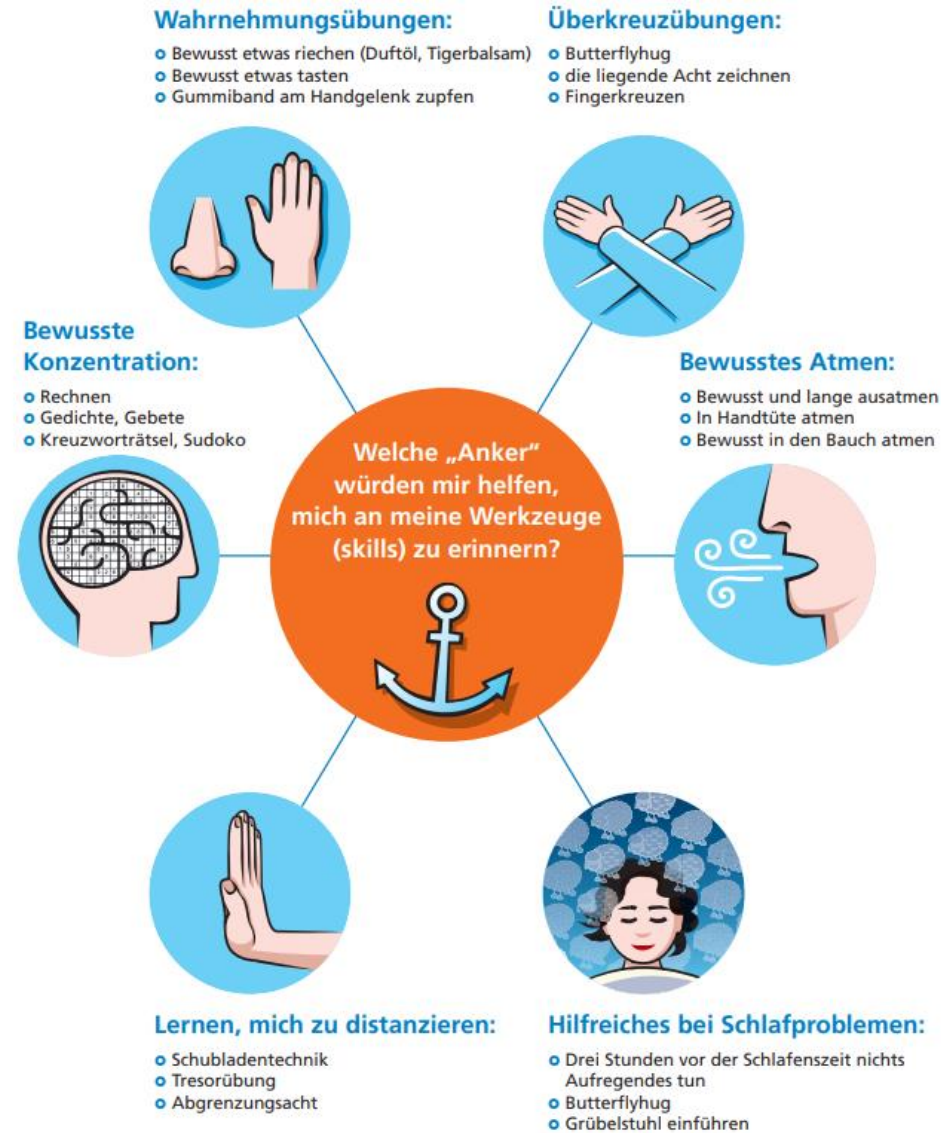 Wahrnehmungsübungen:
Bewusst etwas riechen (Duftöl, Tigerbalsam)
Bewusst etwas tasten
Gummiband am Handgelenk zupfen
Überkreuzübungen:
Butterflyhug
die liegende Acht zeichnen
Fingerkreuzen
Bewusste
Konzentration:
Rechnen
Gedichte, Gebete
Kreuzworträtsel, Sudoko
Welche „Anker“
würden mir helfen,
mich an meine Werkzeuge
(skills) zu erinnern?
Bewusstes Atmen:
Bewusst und lange ausatmen
In Handtüte atmen
Bewusst in den Bauch atmen
Lernen, mich zu distanzieren:
Schubladentechnik
Tresorübung
Abgrenzungsacht
Hilfreiches bei Schlafproblemen:
Drei Stunden vor der Schlafenszeit nichts
Aufregendes tun
Butterflyhug
Grübelstuhl einführen